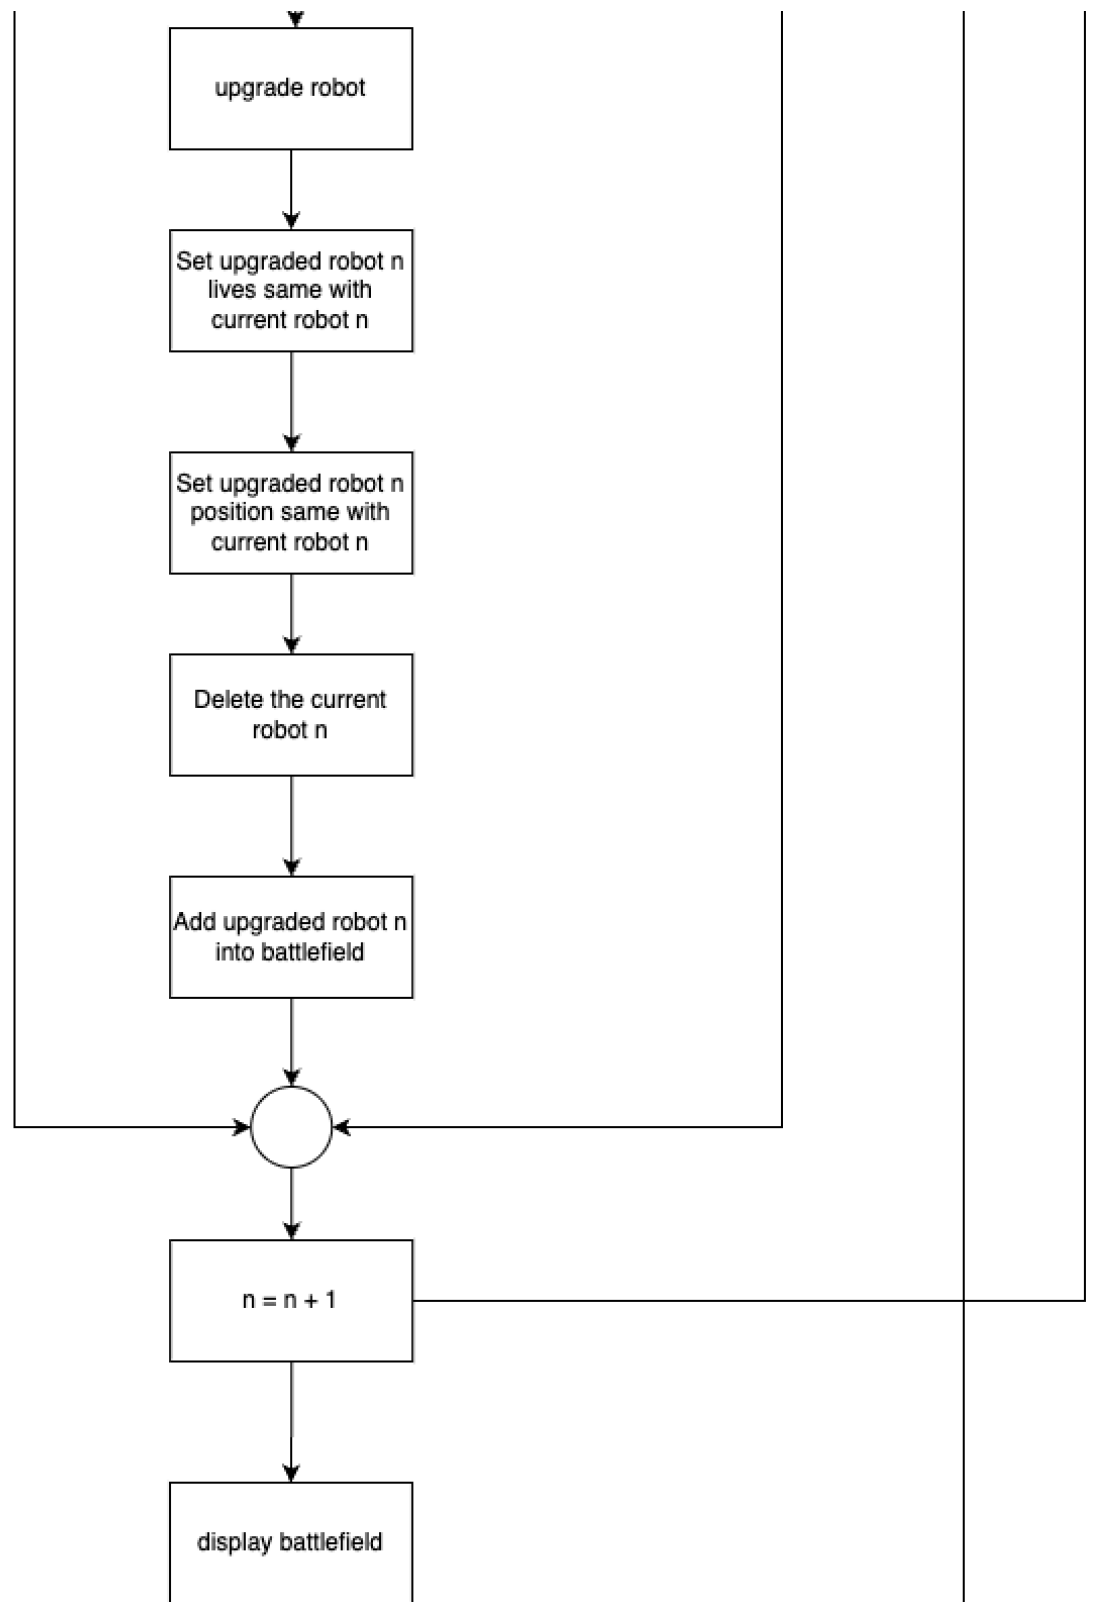 upgrade robot
Set upgraded robot n
lives same with
current robot n
Set upgraded robot n
position same with
current robot n
Delete the current
robot n
Add upgraded robot n
into battlefield
n = n + 1
display battlefield